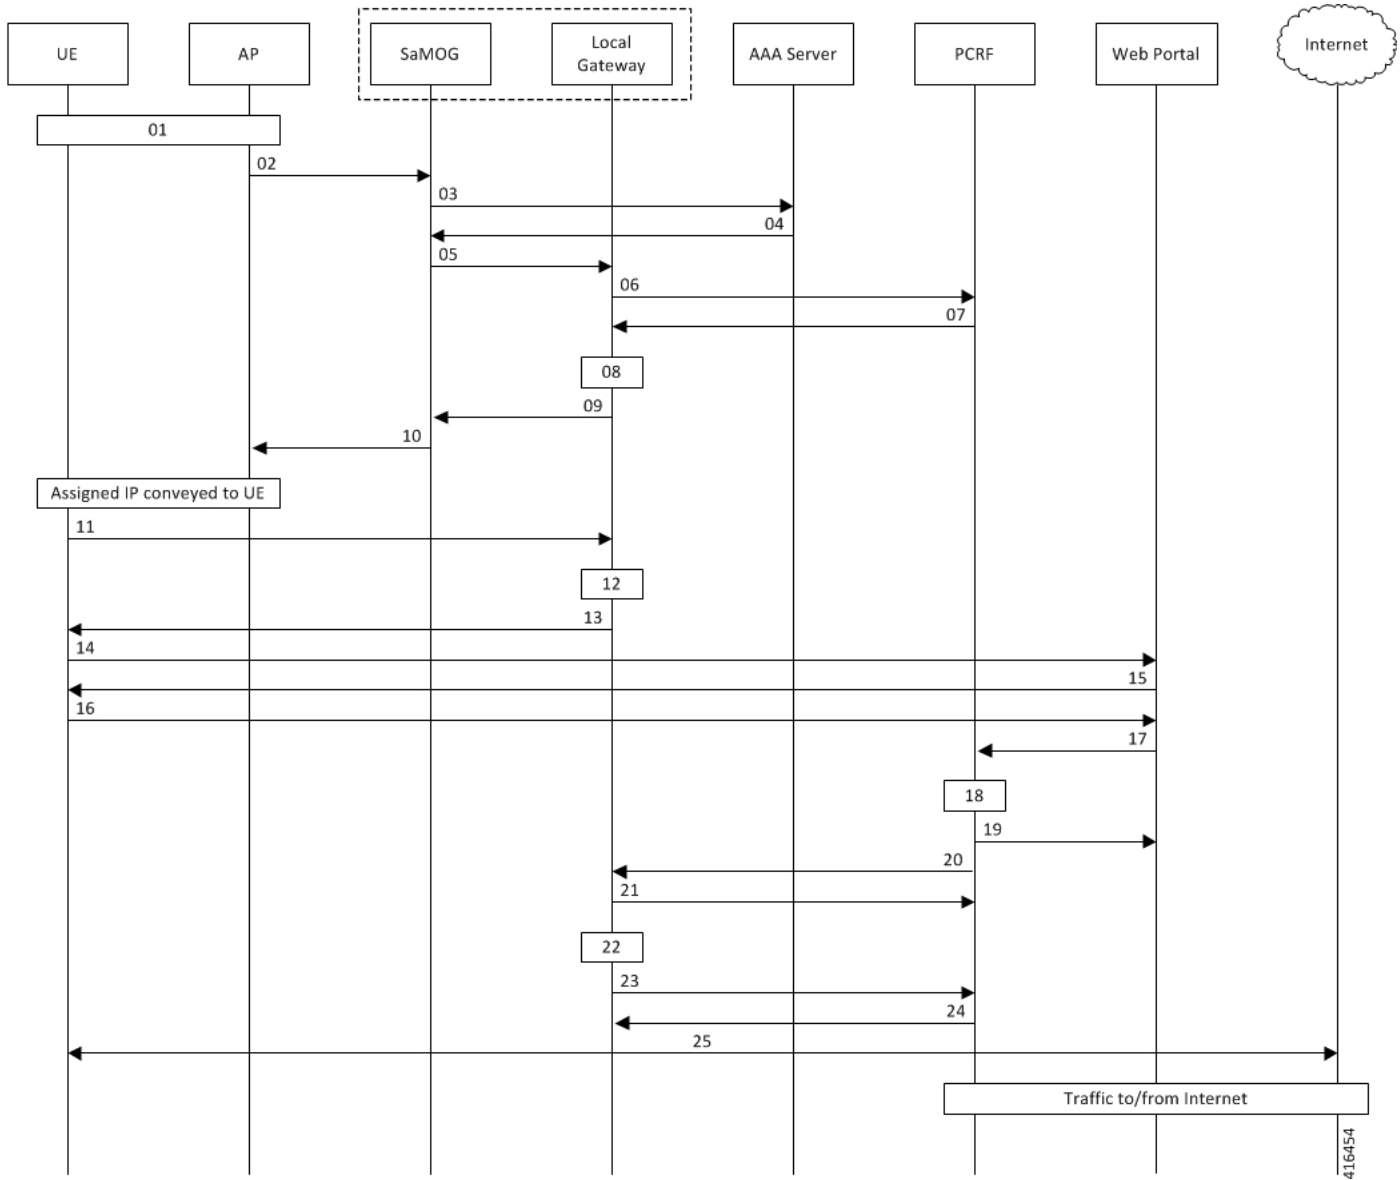 UE
AP
SaMOG
Local
Gateway
AAA Server
PCRF
Web Portal
Internet
01
02
03
04
05
06
07
08
09
10
Assigned IP conveyed to UE
11
12
13
14
15
16
17
18
19
20
21
22
23
24
25
Traffic to/from Internet
416454